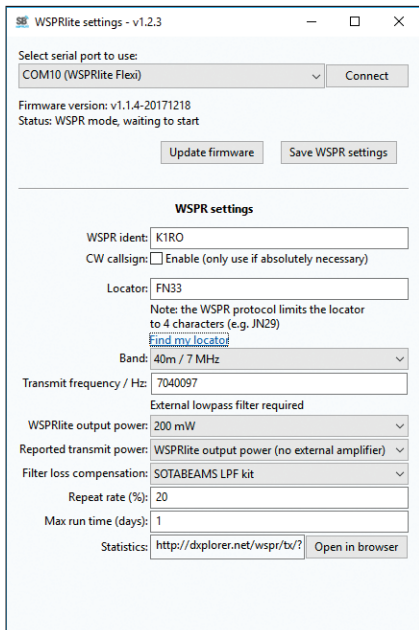 WSPRlite settings - v1.2.3
Select serial port to use:
COM10 (WSPRlite Flexi) Connect
Firmware version: v1.1.4-20171218
Status: WSPR mode, waiting to start
Update firmware Save WSPR settings
WSPR settings
WSPR ident: K1RO
CW callsign: Enable (only use if absolutely necessary)
Locator: FN33
Note: the WSPR protocol limits the locator
to 4 characters (e.g. JN29)
Find my locator
Band: 40m / 7 MHz
Transmit frequency / Hz: 7040097
External lowpass filter required
WSPRlite output power: 200 mW
Reported transmit power: WSPRlite output power (no external amplifier)
Filter loss compensation: SOTABEAMS LPF kit
Repeat rate (%): 20
Max run time (days): 1
Statistics: http://dxplorer.net/wspr/tx/? Open in browser